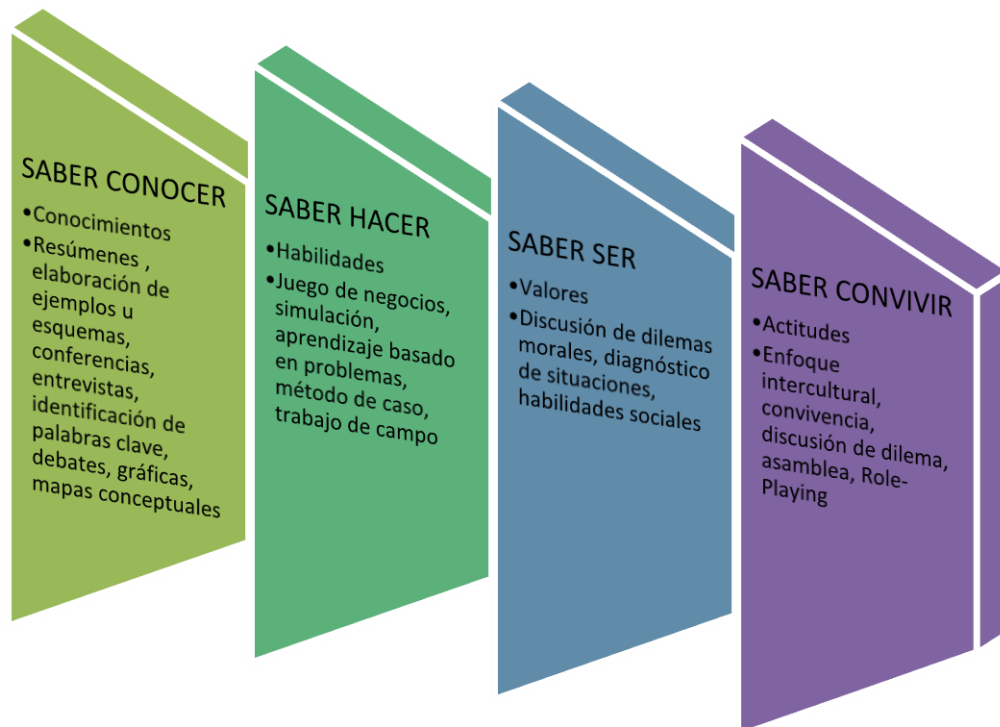 SABER CONOCER
•Conocimientos
•Resúmenes ,
elaboración de
ejemplos u
esquemas,
conferencias,
entrevistas,
identificación de
palabras clave,
debates, gráficas,
mapas conceptuales
SABER HACER
•Habilidades
•Juego de negocios,
simulación,
aprendizaje basado
en problemas,
método de caso,
trabajo de campo
SABER SER
•Valores
•Discusión de dilemas
morales, diagnóstico
de situaciones,
habilidades sociales
SABER CONVIVIR
•Actitudes
•Enfoque
intercultural,
convivencia,
discusión de dilema,
asamblea, Role-
Playing